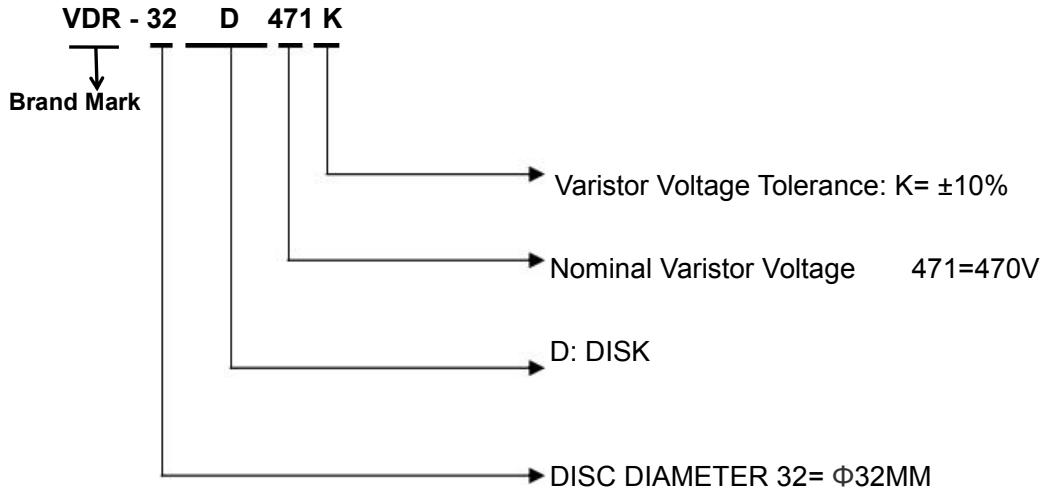 VDR - 32 D 471 K
Brand Mark
Varistor Voltage Tolerance: K= ±10%
Nominal Varistor Voltage 471=470V
D: DISK
DISC DIAMETER 32= Φ32MM